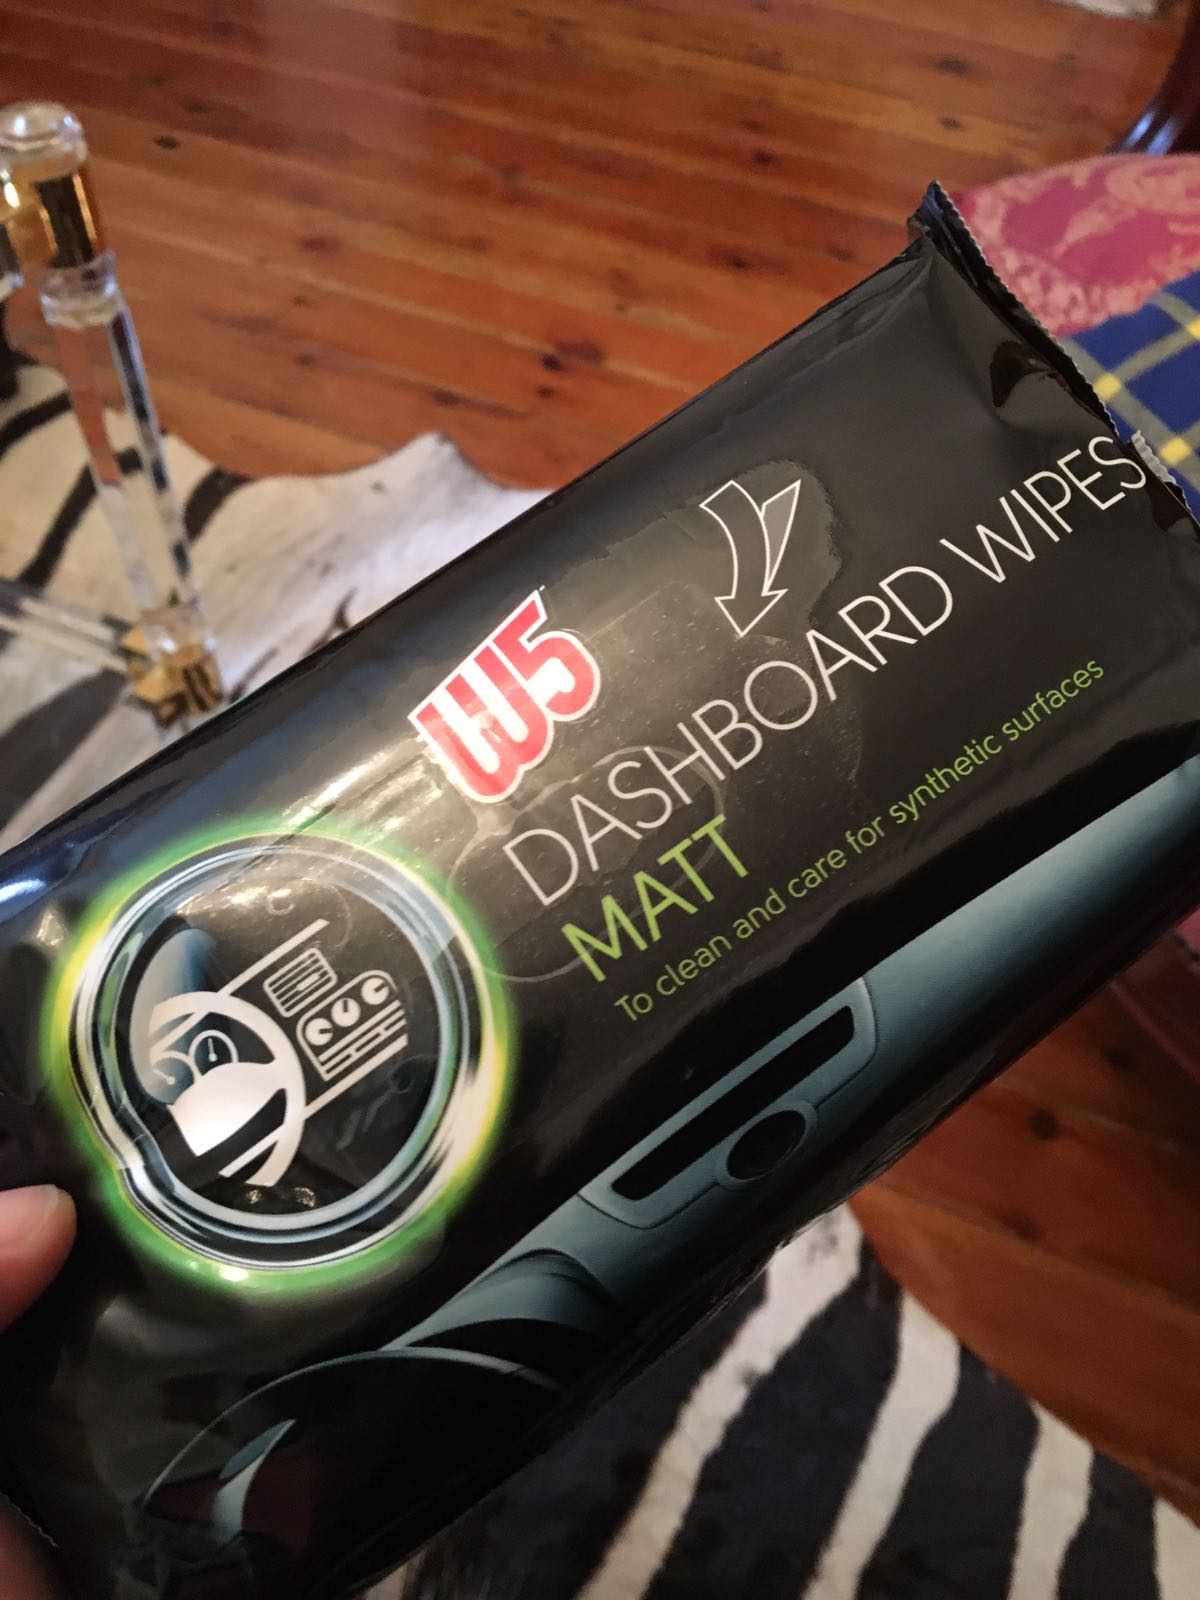 W5
DASHBOARD WIPES
MATT
To clean and care for synthetic surfaces